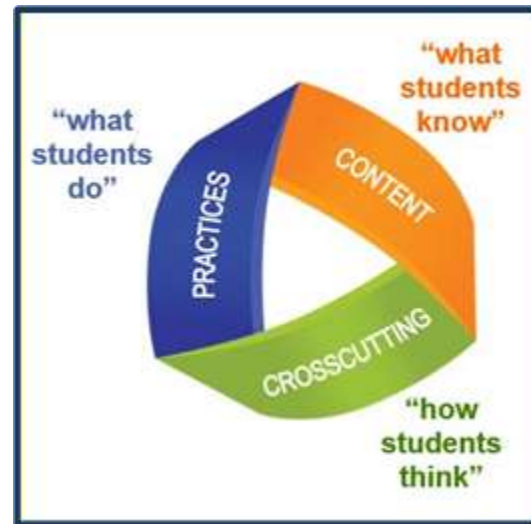 “what
students
know”
“what
students
do”
PRACTICES
CONTENT
CROSSCUTTING
“how
students
think”